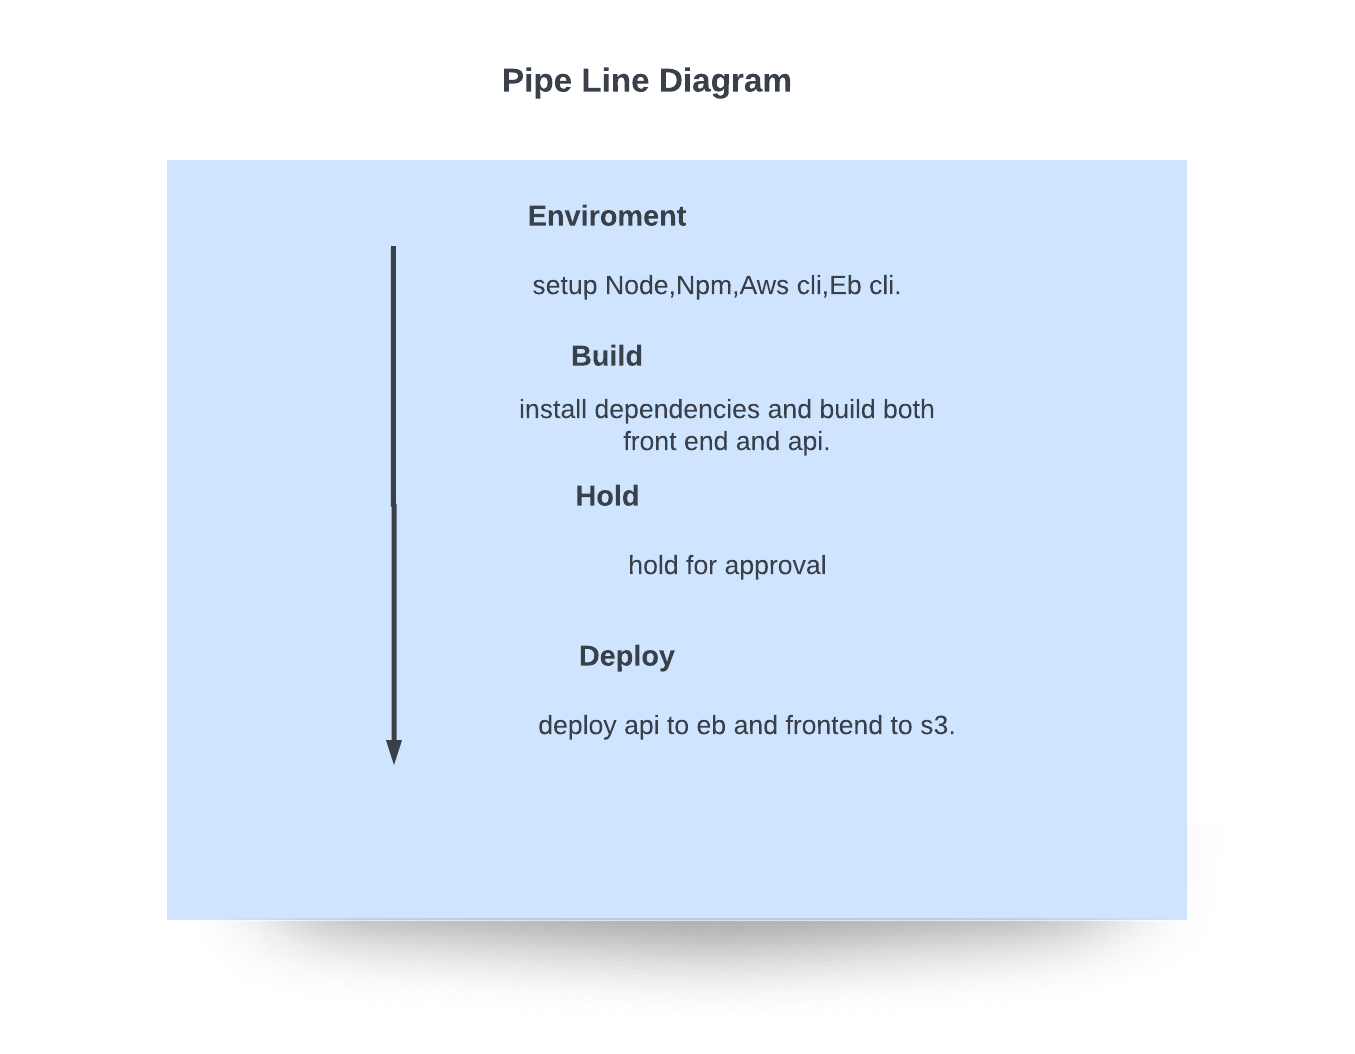 Pipe Line Diagram
Enviroment
setup Node,Npm,Aws cli,Eb cli.
Build
install dependencies and build both
front end and api.
Hold
hold for approval
Deploy
deploy api to eb and frontend to s3.